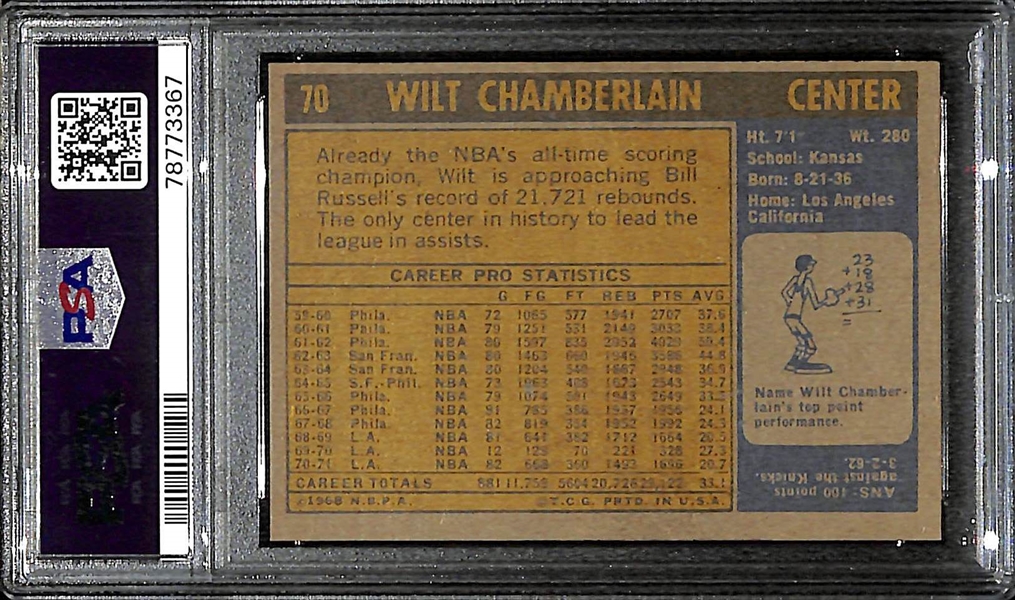 78773367
PSA
70 WILT CHAMBERLAIN CENTER
Already the NBA's all-time scoring
champion, Wilt is approaching Bill
Russell's record of 21,721 rebounds.
The only center in history to lead the
league in assists.
Ht. 7'1" Wt. 280
School: Kansas
Born: 8-21-36
Home: Los Angeles
California
CAREER PRO STATISTICS
G FG FT REB PTS AVG
59-60 Phila. NBA 72 1065 577 1941 2707 37.6
60-61 Phila. NBA 79 1251 531 2149 3033 38.4
61-62 Phila. NBA 80 1597 835 2052 4029 50.4
62-63 San Fran. NBA 80 1463 660 1946 3586 44.8
63-64 San Fran. NBA 80 1204 540 2948 36.9
64-65 S.F.-Phil. NBA 73 1063 408 1673 2543 34.7
65-66 Phila. NBA 79 1074 501 1943 2649
66-67 Phila. NBA 81 785 386 1957 1956 24.1
67-68 Phila. NBA 82 819 354 1952 1992 24.3
68-69 L.A. NBA 81 641 382 1712 1664 20.5
69-70 L.A. NBA 12 129 70 221 328 27.3
70-71 L.A. NBA 82 668 360 1493 1696 20.7
CAREER TOTALS 881 11,759 5604 20,726 33.1
©1968 N.B.P.A. ©T.C.G. PRTD. IN U.S.A.
23
+18
+28
+31
=
Name Wilt Chamber-
lain's top point
performance.
ANS: 100 points
against the Knicks.
3-2-62.